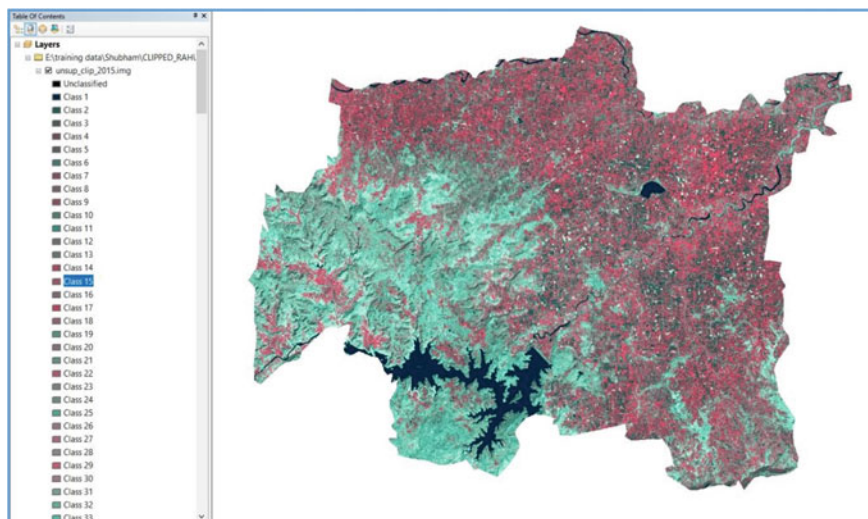 Table Of Contents
Layers
E:\training data\Shubham\CLIPPED_RAHU
unsup_clip_2015.img
Unclassified
Class 1
Class 2
Class 3
Class 4
Class 5
Class 6
Class 7
Class 8
Class 9
Class 10
Class 11
Class 12
Class 13
Class 14
Class 15
Class 16
Class 17
Class 18
Class 19
Class 20
Class 21
Class 22
Class 23
Class 24
Class 25
Class 26
Class 27
Class 28
Class 29
Class 30
Class 31
Class 32
Class 33